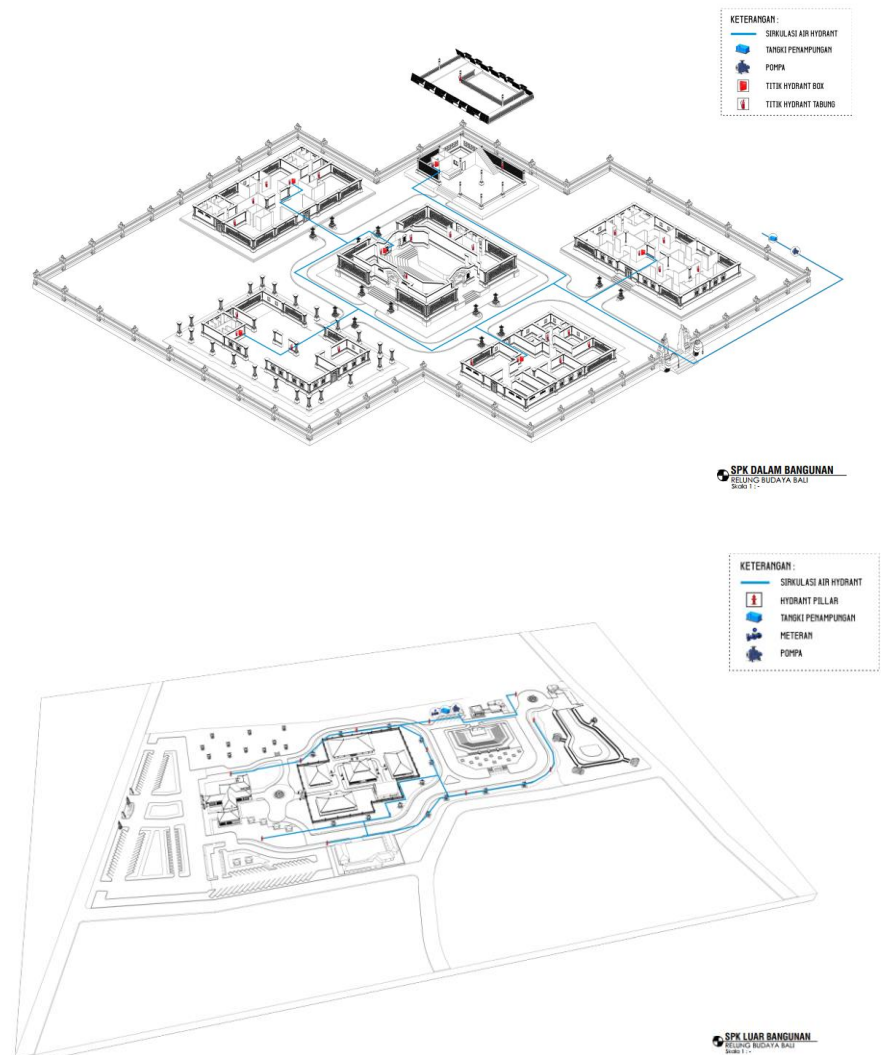 KETERANGAN :
SIRKULASI AIR HYDRANT
TANGKI PENAMPUNGAN
POMPA
TITIK HYDRANT BOX
TITIK HYDRANT TABUNG
SPK DALAM BANGUNAN
RELUNG BUDAYA BALI
Skala 1 : -
KETERANGAN :
SIRKULASI AIR HYDRANT
HYDRANT PILLAR
TANGKI PENAMPUNGAN
METERAN
POMPA
SPK LUAR BANGUNAN
RELUNG BUDAYA BALI
Skala 1 : -